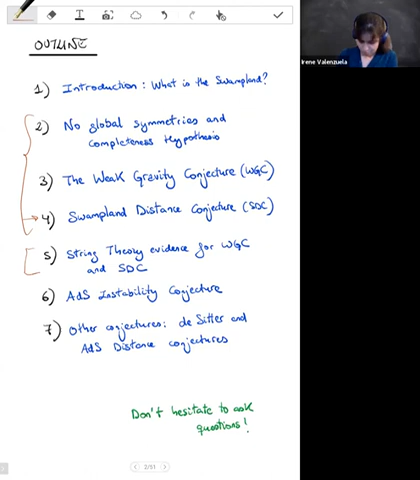 OUTLINE
Irene Valenzuela
1) Introduction: What is the Swampland?
2) No global symmetries and
completeness Hypothesis
3) The Weak Gravity Conjecture (WGC)
4) Swampland Distance Conjecture (SDC)
5) String Theory evidence for WGC
and SDC
6) AdS Instability Conjecture
7) Other conjectures: de Sitter and
AdS Distance conjectures
Don't hesitate to ask
questions!
2/51